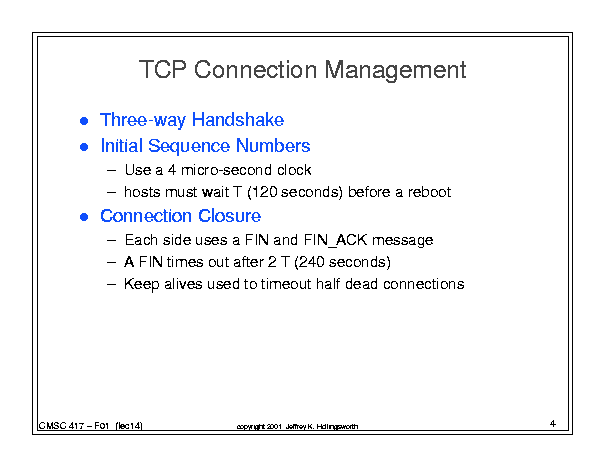 TCP Connection Management
● Three-way Handshake
● Initial Sequence Numbers
– Use a 4 micro-second clock
– hosts must wait T (120 seconds) before a reboot
● Connection Closure
– Each side uses a FIN and FIN_ACK message
– A FIN times out after 2 T (240 seconds)
– Keep alives used to timeout half dead connections
CMSC 417 – F01 (lec14)
copyright 2001 Jeffrey K. Hollingsworth
4